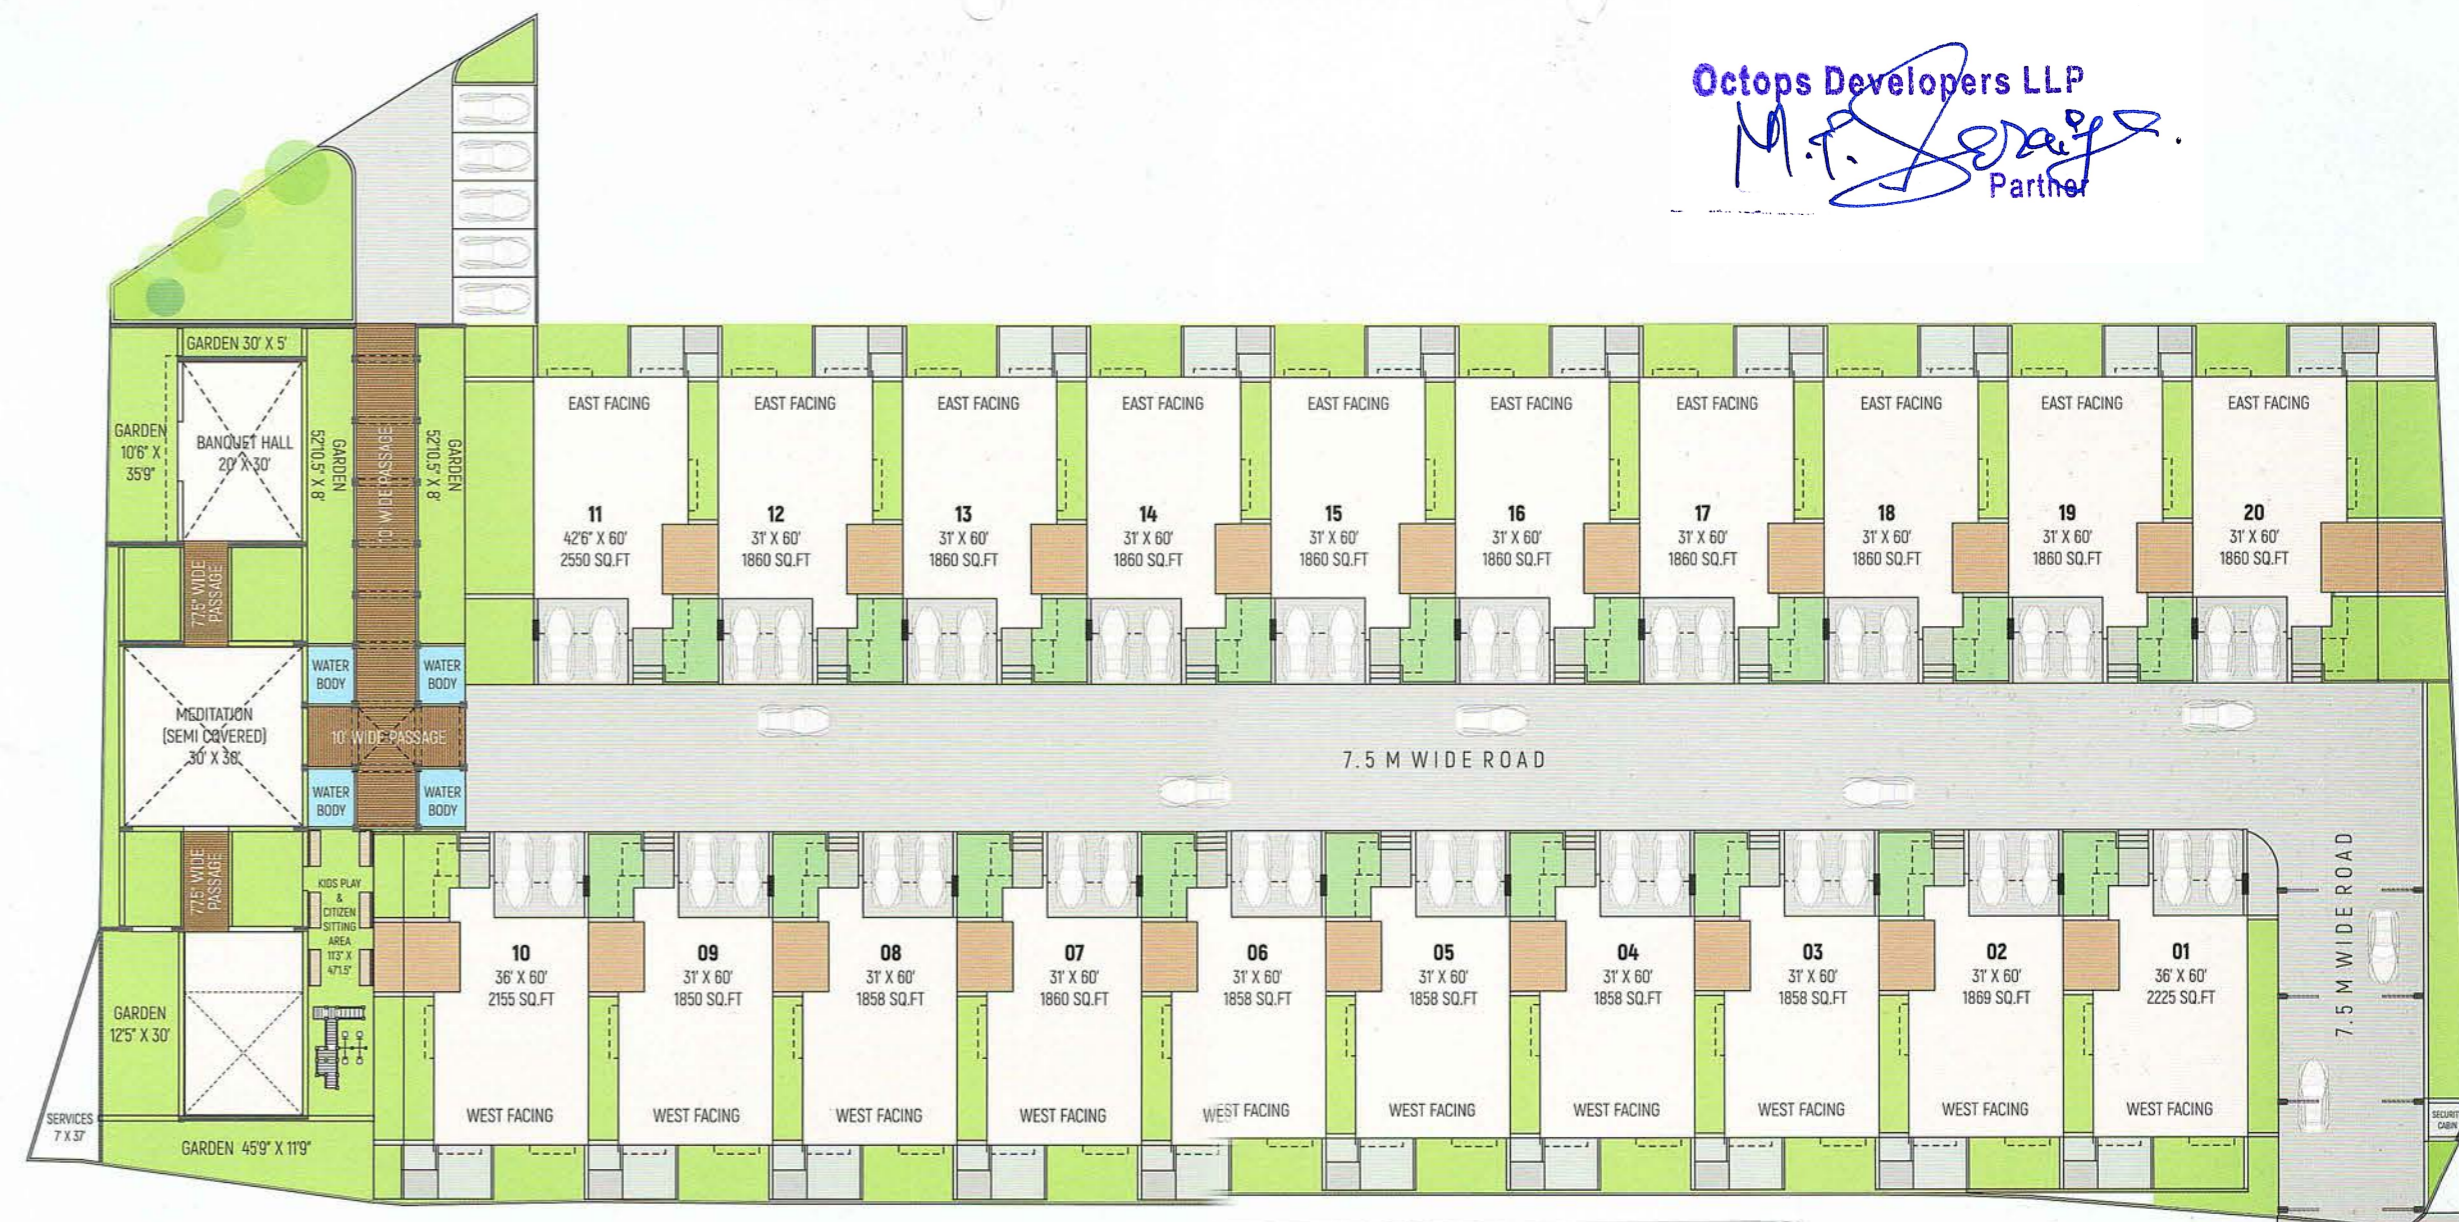 Octops Developers LLP
Partner
GARDEN 30' X 5'
GARDEN
10'6" X
35'9"
BANQUET HALL
20' X 30'
GARDEN
52'10.5" X 8'
10' WIDE PASSAGE
GARDEN
52'10.5" X 8'
7'7.5" WIDE
PASSAGE
WATER
BODY
WATER
BODY
MEDITATION
(SEMI COVERED)
30' X 30'
10' WIDE PASSAGE
WATER
BODY
WATER
BODY
7'7.5" WIDE
PASSAGE
KIDS PLAY
&
CITIZEN
SITTING
AREA
11'3" X
47'1.5"
GARDEN
12'5" X 30'
SERVICES
7' X 37'
GARDEN 45'9" X 11'9"
EAST FACING
11
42'6" X 60'
2550 SQ.FT
EAST FACING
12
31' X 60'
1860 SQ.FT
EAST FACING
13
31' X 60'
1860 SQ.FT
EAST FACING
14
31' X 60'
1860 SQ.FT
EAST FACING
15
31' X 60'
1860 SQ.FT
EAST FACING
16
31' X 60'
1860 SQ.FT
EAST FACING
17
31' X 60'
1860 SQ.FT
EAST FACING
18
31' X 60'
1860 SQ.FT
EAST FACING
19
31' X 60'
1860 SQ.FT
EAST FACING
20
31' X 60'
1860 SQ.FT
7.5 M WIDE ROAD
10
36' X 60'
2155 SQ.FT
WEST FACING
09
31' X 60'
1850 SQ.FT
WEST FACING
08
31' X 60'
1858 SQ.FT
WEST FACING
07
31' X 60'
1860 SQ.FT
WEST FACING
06
31' X 60'
1858 SQ.FT
WEST FACING
05
31' X 60'
1858 SQ.FT
WEST FACING
04
31' X 60'
1858 SQ.FT
WEST FACING
03
31' X 60'
1858 SQ.FT
WEST FACING
02
31' X 60'
1869 SQ.FT
WEST FACING
01
36' X 60'
2225 SQ.FT
WEST FACING
7.5 M WIDE ROAD
SECURIT
CABIN